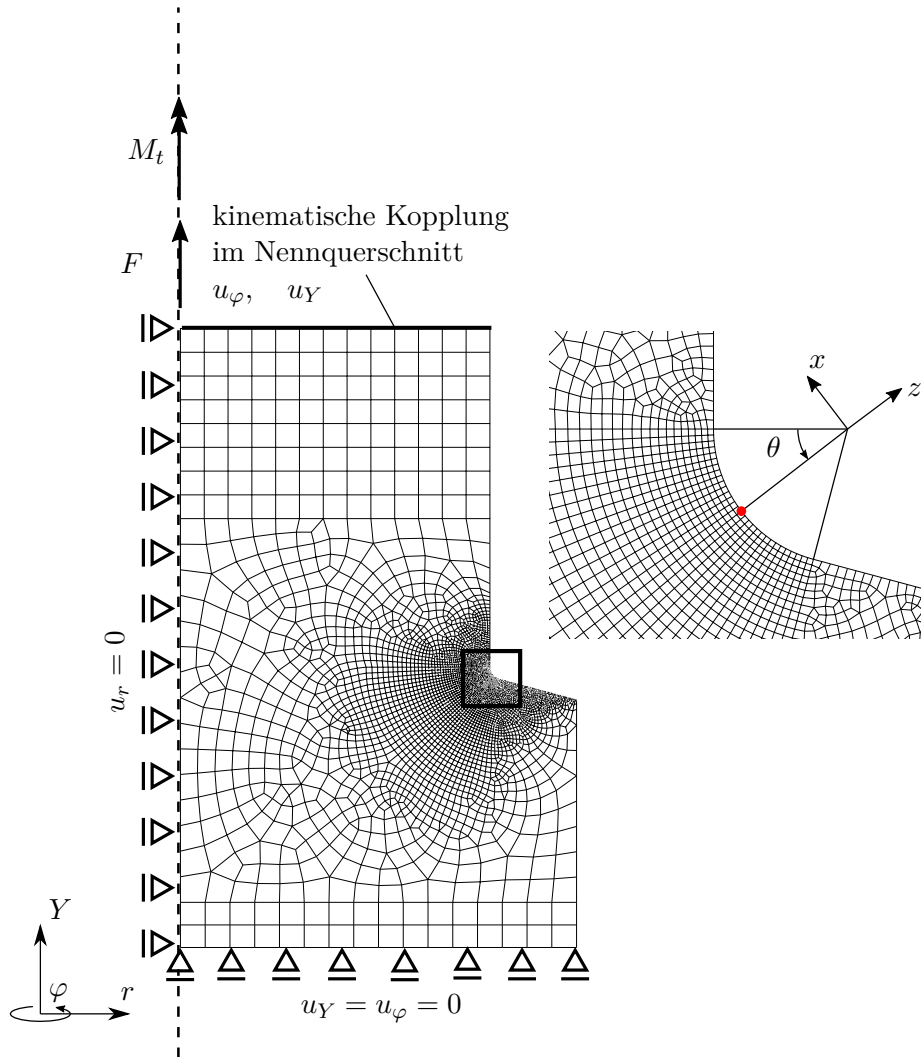 M_t
kinematische Kopplung
im Nennquerschnitt
F
u_φ, u_Y
x
z
θ
u_r = 0
Y
φ
r
u_Y = u_φ = 0